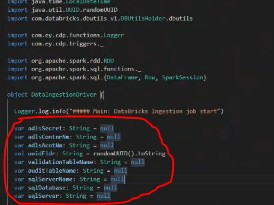 import java.time.LocalDateTime
import java.util.UUID.randomUUID
import com.databricks.dbutils_v1.DBUtilsHolder.dbutils

import com.ey.cdp.functions.Logger
import com.ey.cdp.triggers._

import org.apache.spark.rdd.RDD
import org.apache.spark.sql.functions._
import org.apache.spark.sql.{DataFrame, Row, SparkSession}

object DataIngestionDriver {

Logger.log.info("##### Main: DataBricks Ingestion job start")
var adlsSecret: String = null
var adlsContnrNm: String = null
var adlsAcntNm: String = null
val uuidFldr: String = randomUUID().toString
var validationTableName: String = null
var auditTableName: String = null
var sqlServerName: String = null
var sqlDatabase: String = null
var sqlServer: String = null